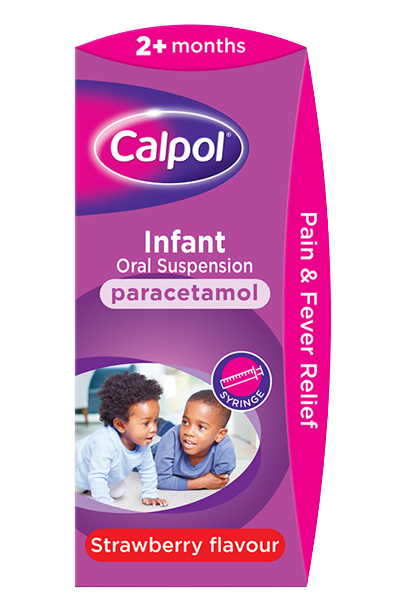 2+ months
Calpol®
Infant
Oral Suspension
paracetamol
SYRINGE
Strawberry flavour
Pain & Fever Relief